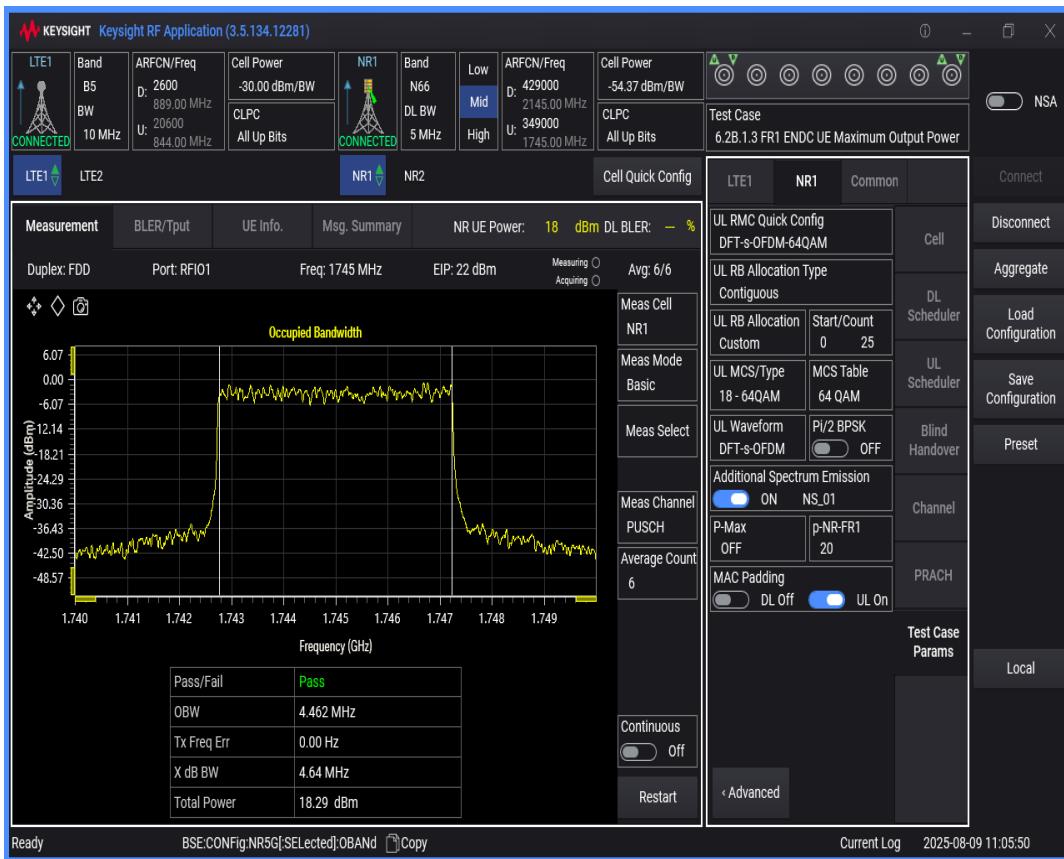 KEYSIGHT Keysight RF Application (3.5.134.12281)
LTE1
CONNECTED
Band
B5
BW
10 MHz
ARFCN/Freq
D: 2600
889.00 MHz
U: 20600
844.00 MHz
Cell Power
-30.00 dBm/BW
CLPC
All Up Bits
NR1
CONNECTED
Band
N66
DL BW
5 MHz
Low
Mid
High
ARFCN/Freq
D: 429000
2145.00 MHz
U: 349000
1745.00 MHz
Cell Power
-54.37 dBm/BW
CLPC
All Up Bits
Test Case
6.2B.1.3 FR1 ENDC UE Maximum Output Power
NSA
LTE1 LTE2 NR1 NR2 Cell Quick Config
Measurement BLER/Tput UE Info. Msg. Summary NR UE Power: 18 dBm DL BLER: — %
Duplex: FDD Port: RFIO1 Freq: 1745 MHz EIP: 22 dBm Measuring Acquiring Avg: 6/6
Occupied Bandwidth
Amplitude (dBm)
6.07
0.00
-6.07
-12.14
-18.21
-24.29
-30.36
-36.43
-42.50
-48.57
1.740 1.741 1.742 1.743 1.744 1.745 1.746 1.747 1.748 1.749
Frequency (GHz)
Pass/Fail Pass
OBW 4.462 MHz
Tx Freq Err 0.00 Hz
X dB BW 4.64 MHz
Total Power 18.29 dBm
Meas Cell
NR1
Meas Mode
Basic
Meas Select
Meas Channel
PUSCH
Average Count
6
Continuous
Off
Restart
LTE1 NR1 Common
UL RMC Quick Config
DFT-s-OFDM-64QAM
UL RB Allocation Type
Contiguous
UL RB Allocation Start/Count
Custom 0 25
UL MCS/Type MCS Table
18 - 64QAM 64 QAM
UL Waveform Pi/2 BPSK
DFT-s-OFDM OFF
Additional Spectrum Emission
ON NS_01
P-Max p-NR-FR1
OFF 20
MAC Padding
DL Off UL On
‹ Advanced
Cell
DL
Scheduler
UL
Scheduler
Blind
Handover
Channel
PRACH
Test Case
Params
Connect
Disconnect
Aggregate
Load
Configuration
Save
Configuration
Preset
Local
Ready BSE:CONFig:NR5G[:SELected]:OBANd Copy Current Log 2025-08-09 11:05:50